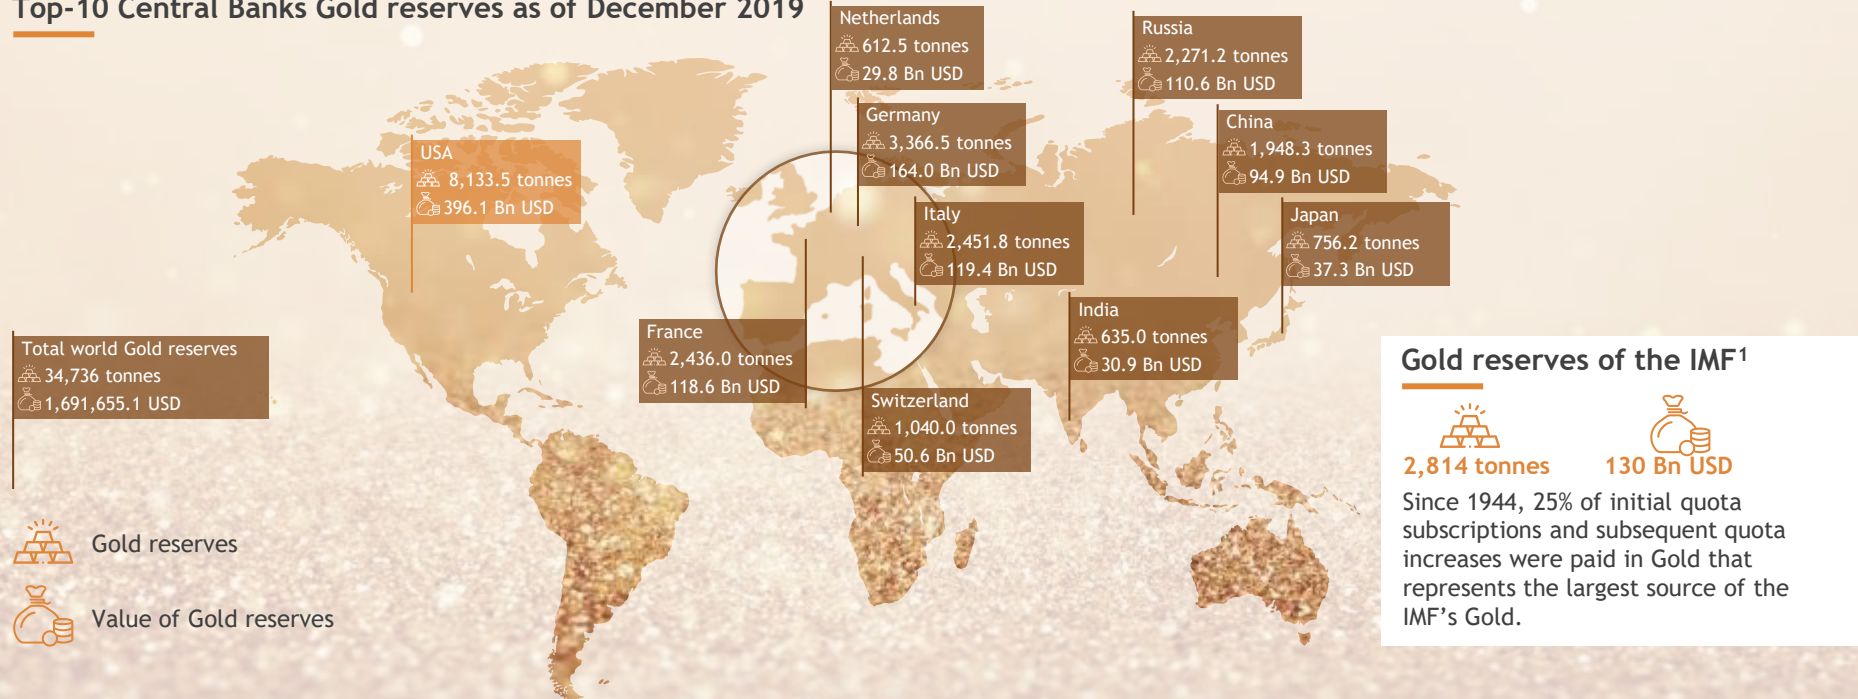 Top-10 Central Banks Gold reserves as of December 2019
Netherlands
612.5 tonnes
29.8 Bn USD
Russia
2,271.2 tonnes
110.6 Bn USD
Germany
3,366.5 tonnes
164.0 Bn USD
China
1,948.3 tonnes
94.9 Bn USD
USA
8,133.5 tonnes
396.1 Bn USD
Italy
2,451.8 tonnes
119.4 Bn USD
Japan
756.2 tonnes
37.3 Bn USD
India
635.0 tonnes
30.9 Bn USD
France
2,436.0 tonnes
118.6 Bn USD
Switzerland
1,040.0 tonnes
50.6 Bn USD
Total world Gold reserves
34,736 tonnes
1,691,655.1 USD
Gold reserves
Value of Gold reserves
Gold reserves of the IMF¹
2,814 tonnes
130 Bn USD
Since 1944, 25% of initial quota
subscriptions and subsequent quota
increases were paid in Gold that
represents the largest source of the
IMF’s Gold.